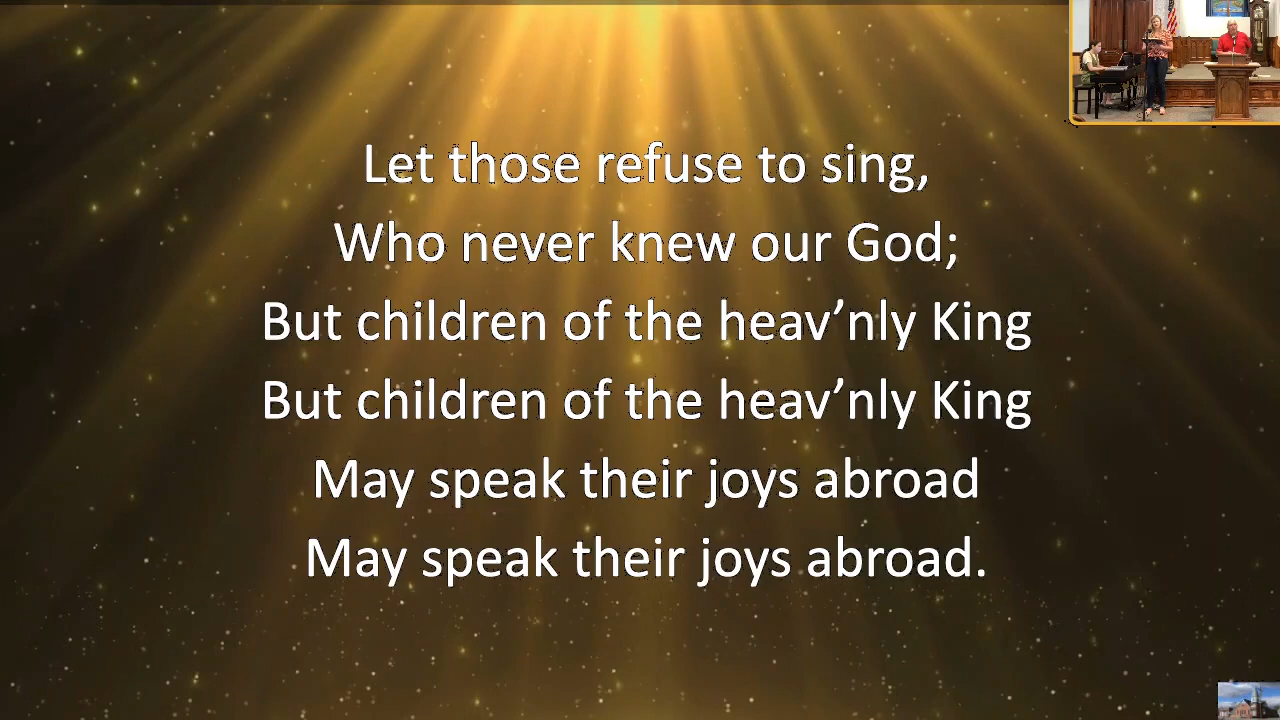 Let those refuse to sing,
Who never knew our God;
But children of the heav’nly King
But children of the heav’nly King
May speak their joys abroad
May speak their joys abroad.